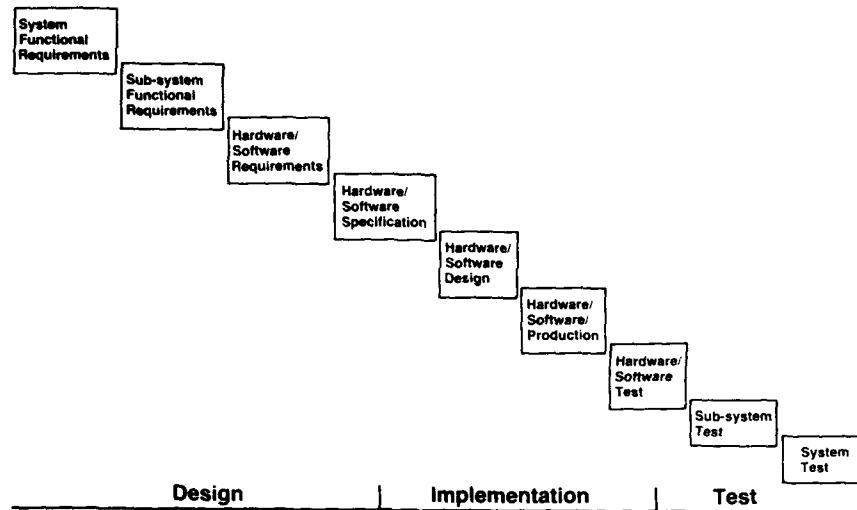 System
Functional
Requirements
Sub-system
Functional
Requirements
Hardware/
Software
Requirements
Hardware/
Software
Specification
Hardware/
Software
Design
Hardware/
Software/
Production
Hardware/
Software
Test
Sub-system
Test
System
Test
Design
Implementation
Test